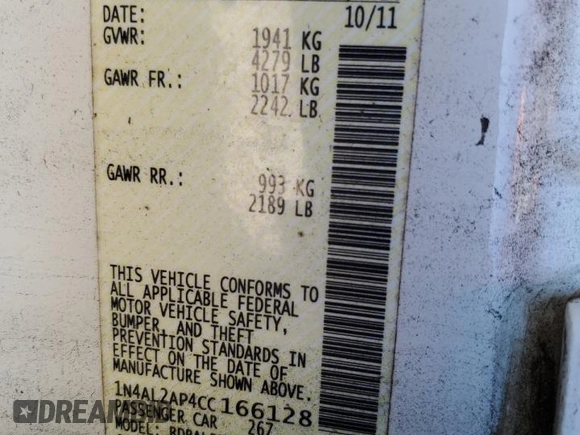 DATE: 10/11
GVWR: 1941 KG
4279 LB
GAWR FR.: 1017 KG
2242 LB
GAWR RR.: 993 KG
2189 LB
THIS VEHICLE CONFORMS TO
ALL APPLICABLE FEDERAL
MOTOR VEHICLE SAFETY,
BUMPER, AND THEFT
PREVENTION STANDARDS IN
EFFECT ON THE DATE OF
MANUFACTURE SHOWN ABOVE.
1N4AL2AP4CC166128
PASSENGER CAR 267